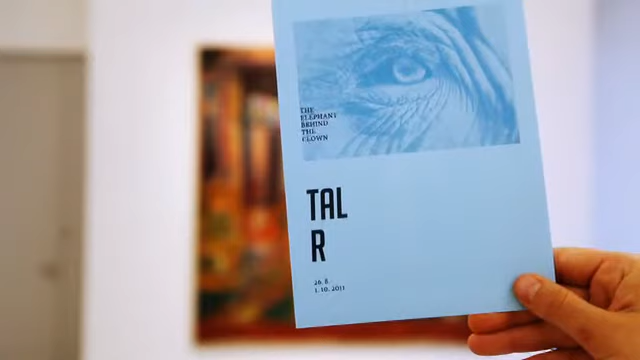 THE
ELEPHANT
BEHIND
THE
CLOWN
TAL
R
26. 8.
1. 10. 2011